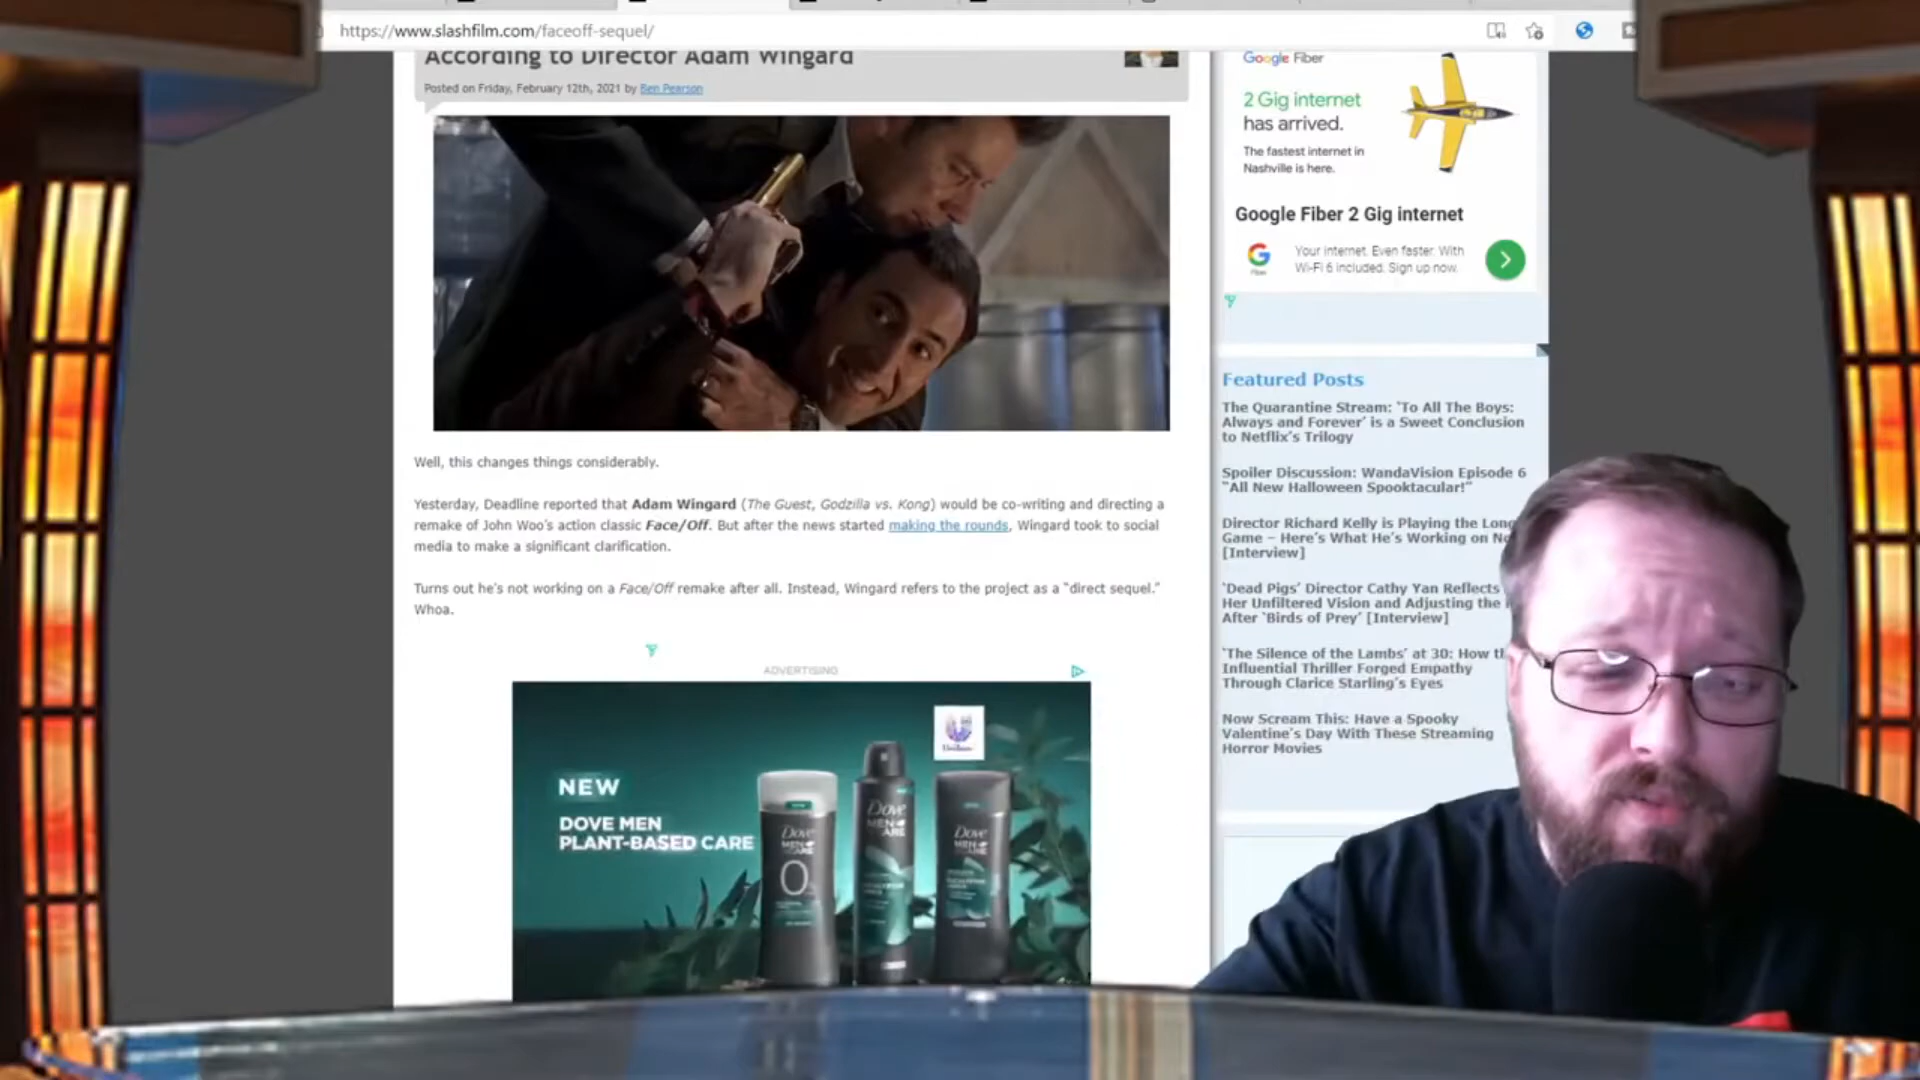 https://www.slashfilm.com/faceoff-sequel/
According to Director Adam Wingard
Posted on Friday, February 12th, 2021 by Ben Pearson
Well, this changes things considerably.
Yesterday, Deadline reported that Adam Wingard (The Guest, Godzilla vs. Kong) would be co-writing and directing a
remake of John Woo's action classic Face/Off. But after the news started making the rounds, Wingard took to social
media to make a significant clarification.
Turns out he's not working on a Face/Off remake after all. Instead, Wingard refers to the project as a "direct sequel."
Whoa.
ADVERTISING
NEW
DOVE MEN
PLANT-BASED CARE
Dove
MEN+
CARE
0
Dove
MEN+
CARE
Dove
MEN+
CARE
Google Fiber
2 Gig internet
has arrived.
The fastest internet in
Nashville is here.
Google Fiber 2 Gig internet
G
Fiber
Your internet. Even faster. With
Wi-Fi 6 included. Sign up now.
Featured Posts
The Quarantine Stream: 'To All The Boys:
Always and Forever' is a Sweet Conclusion
to Netflix's Trilogy
Spoiler Discussion: WandaVision Episode 6
"All New Halloween Spooktacular!"
Director Richard Kelly is Playing the Long
Game – Here's What He's Working on
[Interview]
'Dead Pigs' Director Cathy Yan Reflects
Her Unfiltered Vision and Adjusting the
After 'Birds of Prey' [Interview]
'The Silence of the Lambs' at 30: How
Influential Thriller Forged Empathy
Through Clarice Starling's Eyes
Now Scream This: Have a Spooky
Valentine's Day With These Streaming
Horror Movies